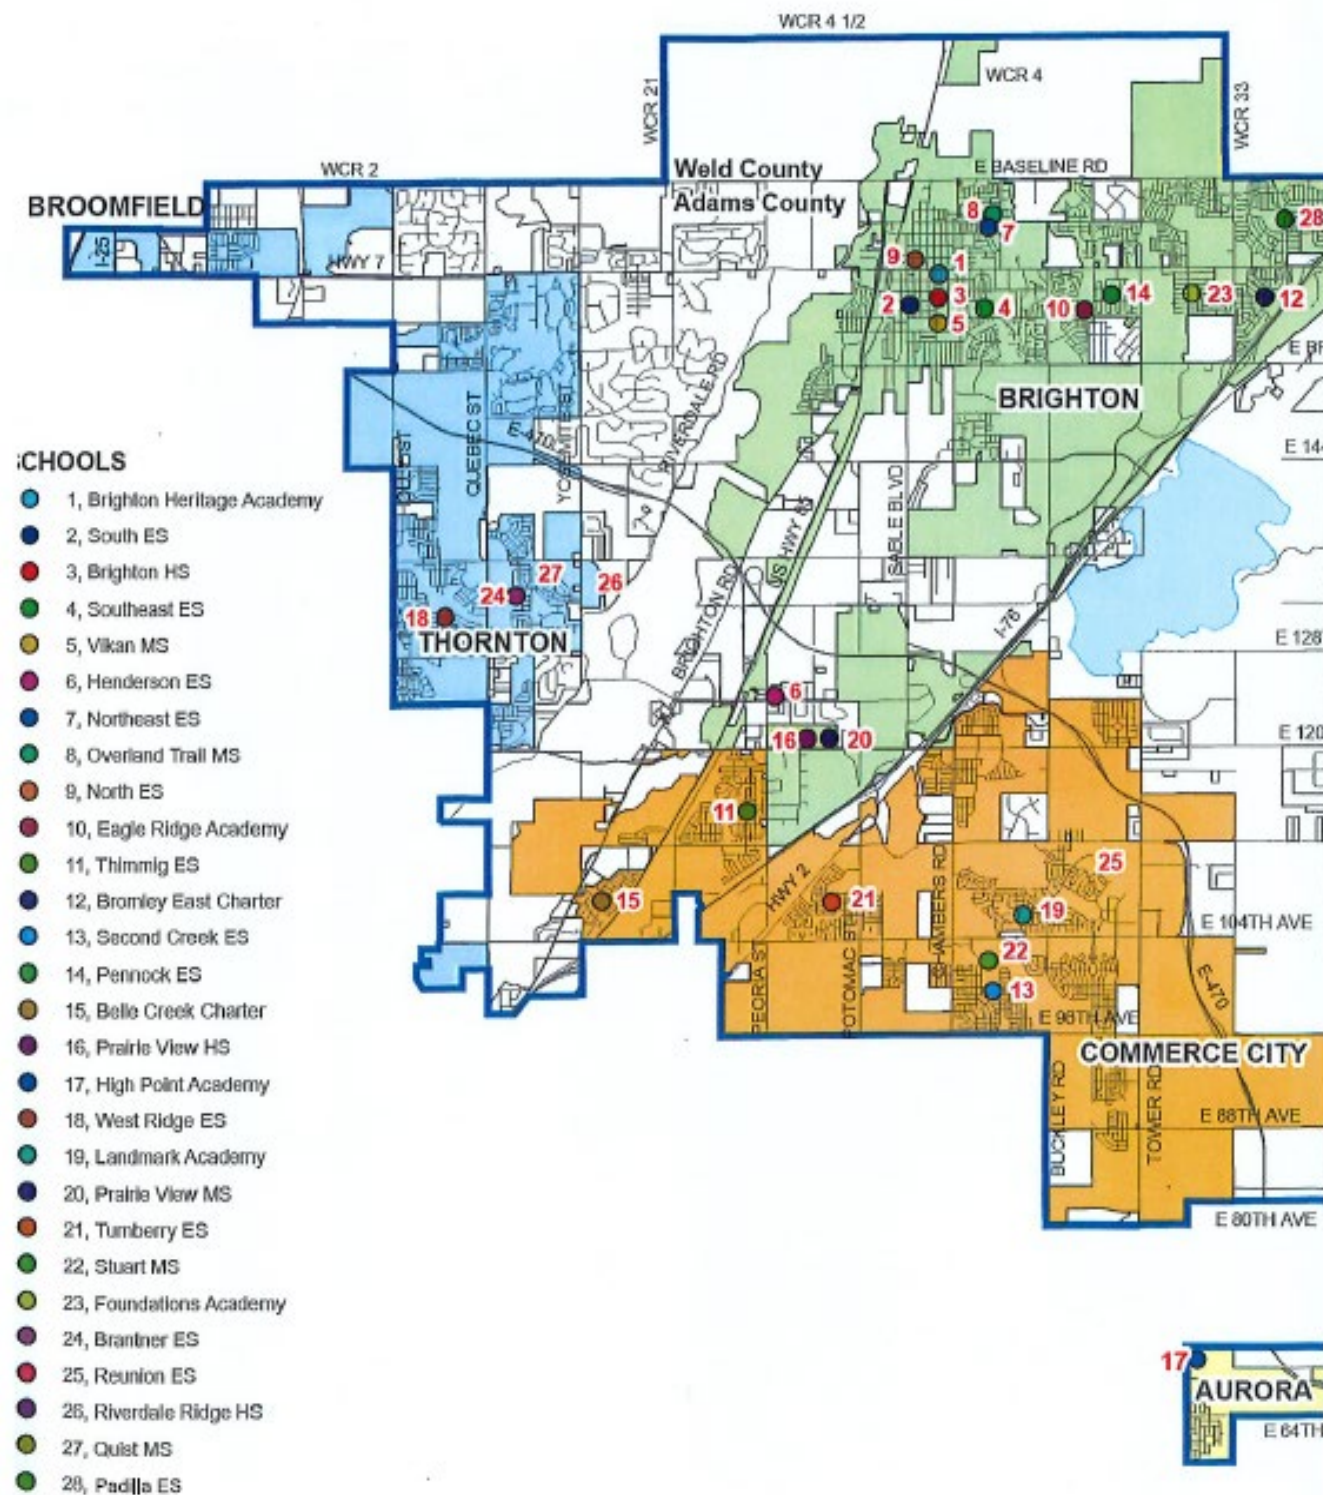 WCR 4 1/2
WCR 4
WCR 21
WCR 33
WCR 2
Weld County
Adams County
E BASELINE RD
BROOMFIELD
I-25
HWY 7
8
7
28
9
1
2
3
4
5
10
14
23
12
E BR
BRIGHTON
RIVERDALE RD
QUEBEC ST
YOSEMITE ST
E-470
E 144
US HWY 85
SABLE BLVD
BRIGHTON RD
I-76
27
26
24
18
THORNTON
E 128T
6
16
20
E 120
11
HWY 2
CHAMBERS RD
25
15
21
19
E 104TH AVE
22
13
PEORIA ST
POTOMAC ST
E 96TH AVE
E-470
COMMERCE CITY
BUCKLEY RD
TOWER RD
E 88TH AVE
E 80TH AVE
17
AURORA
E 64TH
SCHOOLS
1, Brighton Heritage Academy
2, South ES
3, Brighton HS
4, Southeast ES
5, Vikan MS
6, Henderson ES
7, Northeast ES
8, Overland Trail MS
9, North ES
10, Eagle Ridge Academy
11, Thimmig ES
12, Bromley East Charter
13, Second Creek ES
14, Pennock ES
15, Belle Creek Charter
16, Prairie View HS
17, High Point Academy
18, West Ridge ES
19, Landmark Academy
20, Prairie View MS
21, Turnberry ES
22, Stuart MS
23, Foundations Academy
24, Brantner ES
25, Reunion ES
26, Riverdale Ridge HS
27, Quist MS
28, Padilla ES